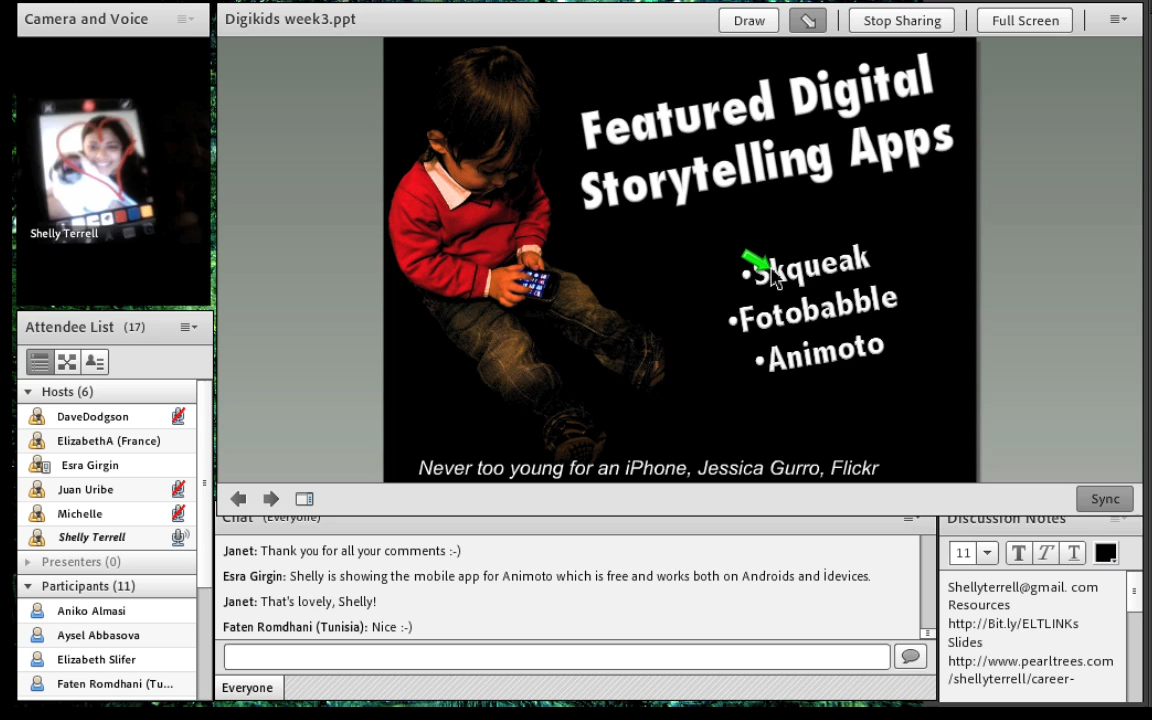 Camera and Voice
Shelly Terrell
Attendee List (17)
Hosts (6)
DaveDodgson
ElizabethA (France)
Esra Girgin
Juan Uribe
Michelle
Shelly Terrell
Presenters (0)
Participants (11)
Aniko Almasi
Aysel Abbasova
Elizabeth Slifer
Faten Romdhani (Tu...
Digikids week3.ppt
Draw
Stop Sharing
Full Screen
Featured Digital
Storytelling Apps
•Skqueak
•Fotobabble
•Animoto
Never too young for an iPhone, Jessica Gurro, Flickr
Sync
Chat (Everyone)
Janet: Thank you for all your comments :-)
Esra Girgin: Shelly is showing the mobile app for Animoto which is free and works both on Androids and İdevices.
Janet: That's lovely, Shelly!
Faten Romdhani (Tunisia): Nice :-)
Everyone
Discussion Notes
11 T T T
Shellyterrell@gmail. com
Resources
http://Bit.ly/ELTLINKs
Slides
http://www.pearltrees.com
/shellyterrell/career-